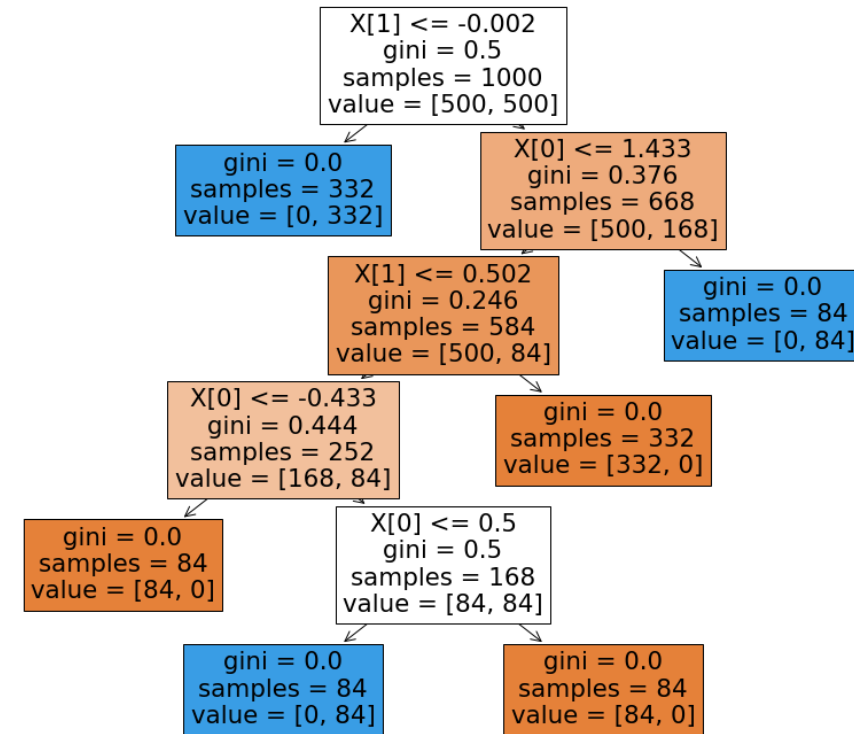 X[1] <= -0.002
gini = 0.5
samples = 1000
value = [500, 500]
gini = 0.0
samples = 332
value = [0, 332]
X[0] <= 1.433
gini = 0.376
samples = 668
value = [500, 168]
X[1] <= 0.502
gini = 0.246
samples = 584
value = [500, 84]
gini = 0.0
samples = 84
value = [0, 84]
X[0] <= -0.433
gini = 0.444
samples = 252
value = [168, 84]
gini = 0.0
samples = 332
value = [332, 0]
gini = 0.0
samples = 84
value = [84, 0]
X[0] <= 0.5
gini = 0.5
samples = 168
value = [84, 84]
gini = 0.0
samples = 84
value = [0, 84]
gini = 0.0
samples = 84
value = [84, 0]